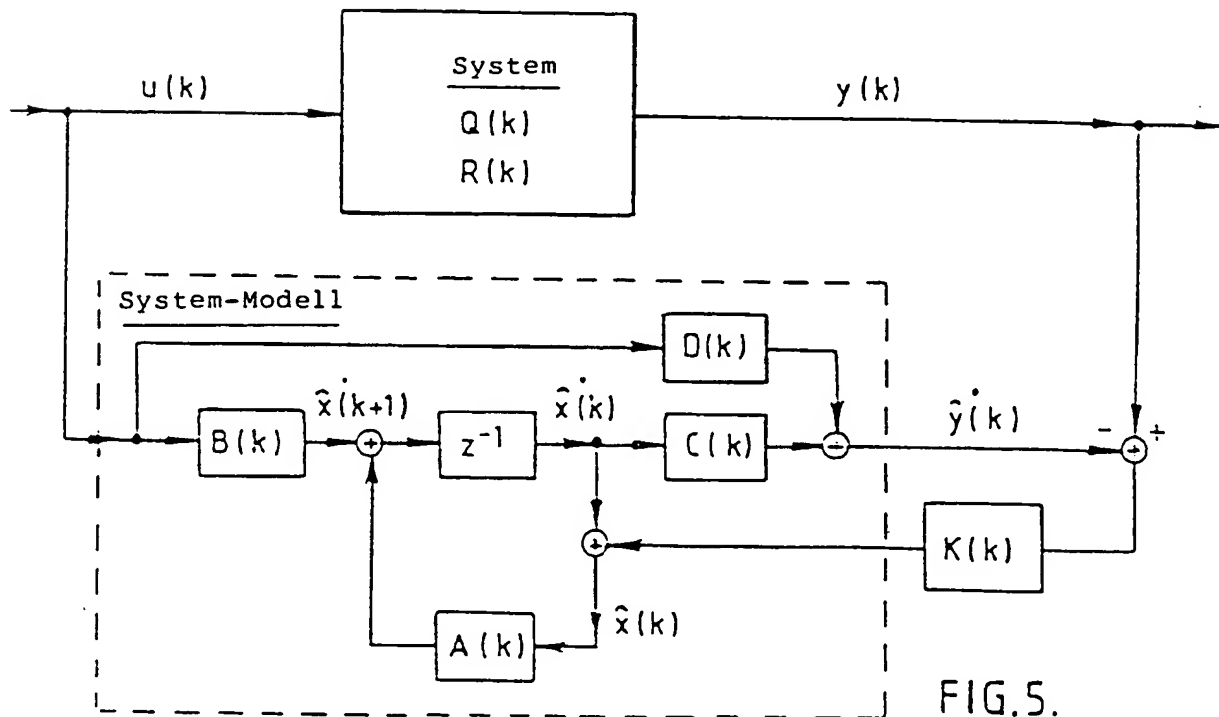 System
u(k)
y(k)
Q(k)
R(k)
System-Modell
D(k)
x̂̇(k+1)
x̂̇(k)
ŷ̇(k)
B(k)
+
z⁻¹
C(k)
+
- +
+
+
K(k)
x̂(k)
A(k)
FIG.5.